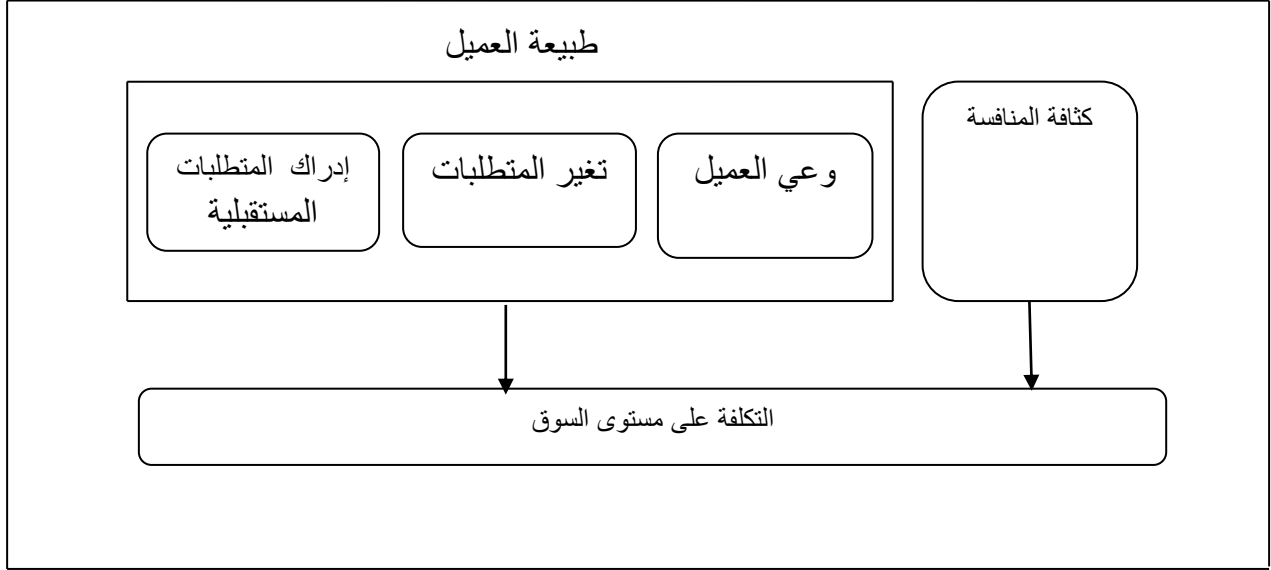 طبيعة العميل
كثافة المنافسة
وعي العميل
تغير المتطلبات
إدراك المتطلبات
المستقبلية
التكلفة على مستوى السوق